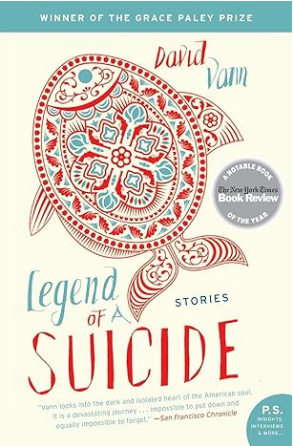 WINNER OF THE GRACE PALEY PRIZE
David
Vann
A NOTABLE BOOK
The New York Times
Book Review
OF THE YEAR
Legend
OF A
SUICIDE
STORIES
"Vann looks into the dark and isolated heart of the American soul.
It is a devastating journey . . . impossible to put down and
equally impossible to forget." —San Francisco Chronicle
P.S.
INSIGHTS,
INTERVIEWS
& MORE...